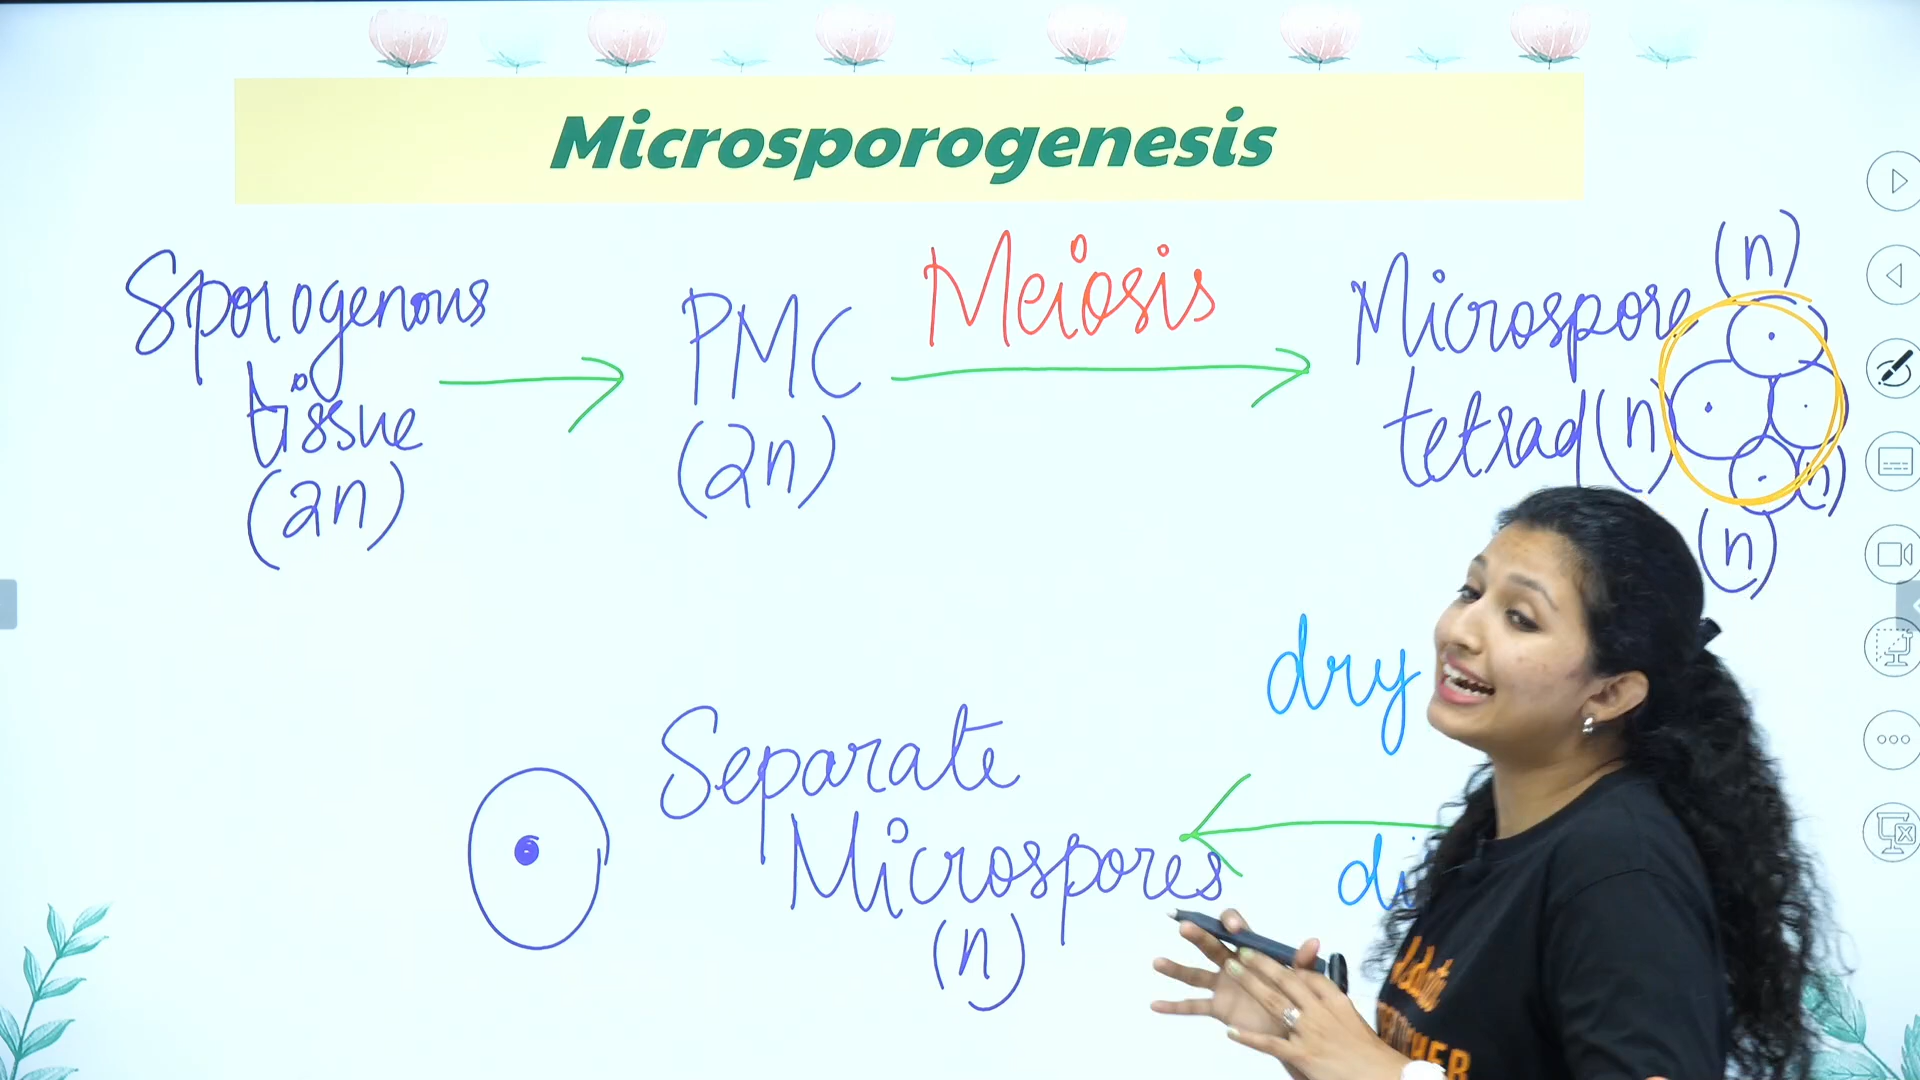 Microsporogenesis
Sporogenous
tissue
(2n)
PMC
(2n)
Meiosis
Microspore
tetrad
(n)
(n)
(n)
(n)
dry
Separate
Microspores
(n)